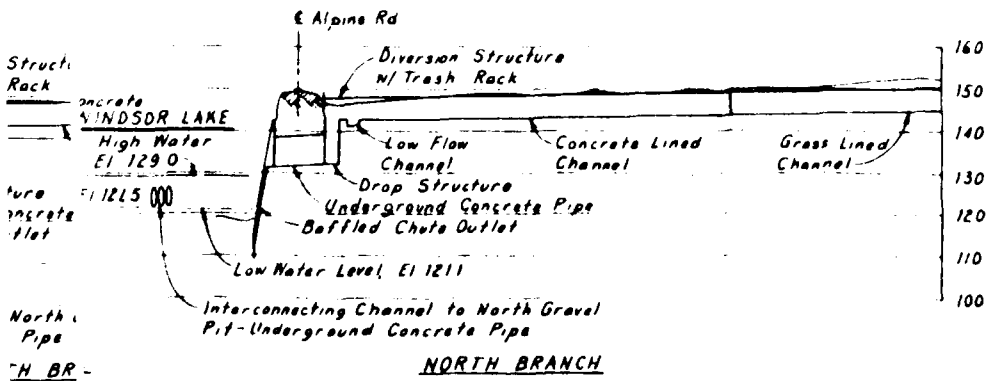 ℄ Alpine Rd
Diversion Structure
w/ Trash Rack
Rack
WINDSOR LAKE
High Water
El 129.0
El 121.5
Low Flow
Channel
Concrete Lined
Channel
Grass Lined
Channel
Drop Structure
Underground Concrete Pipe
Baffled Chute Outlet
Low Water Level, El 121.1
Interconnecting Channel to North Gravel
Pit-Underground Concrete Pipe
North
Pipe
NORTH BRANCH
160
150
140
130
120
110
100